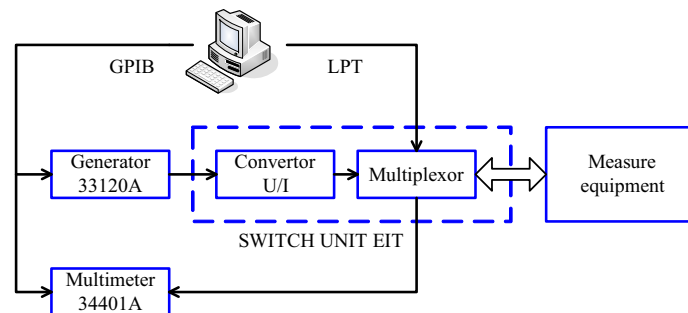 GPIB
LPT
Generator
33120A
Convertor
U/I
Multiplexor
Measure
equipment
SWITCH UNIT EIT
Multimeter
34401A